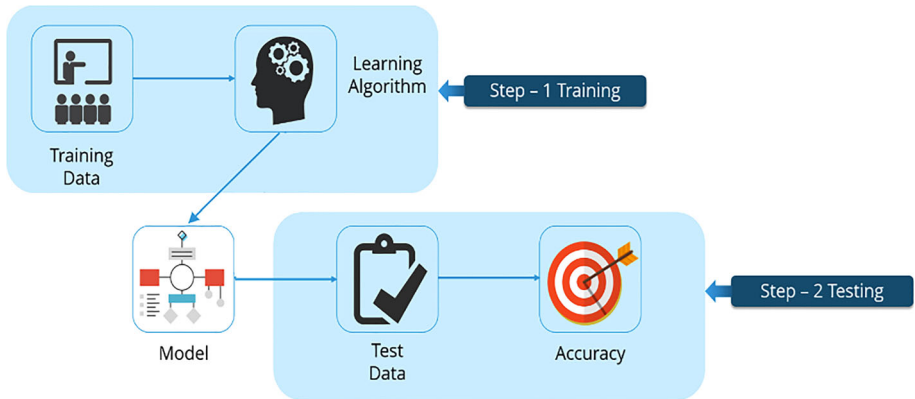 Learning
Algorithm
Step – 1 Training
Training
Data
Step – 2 Testing
Model
Test
Data
Accuracy